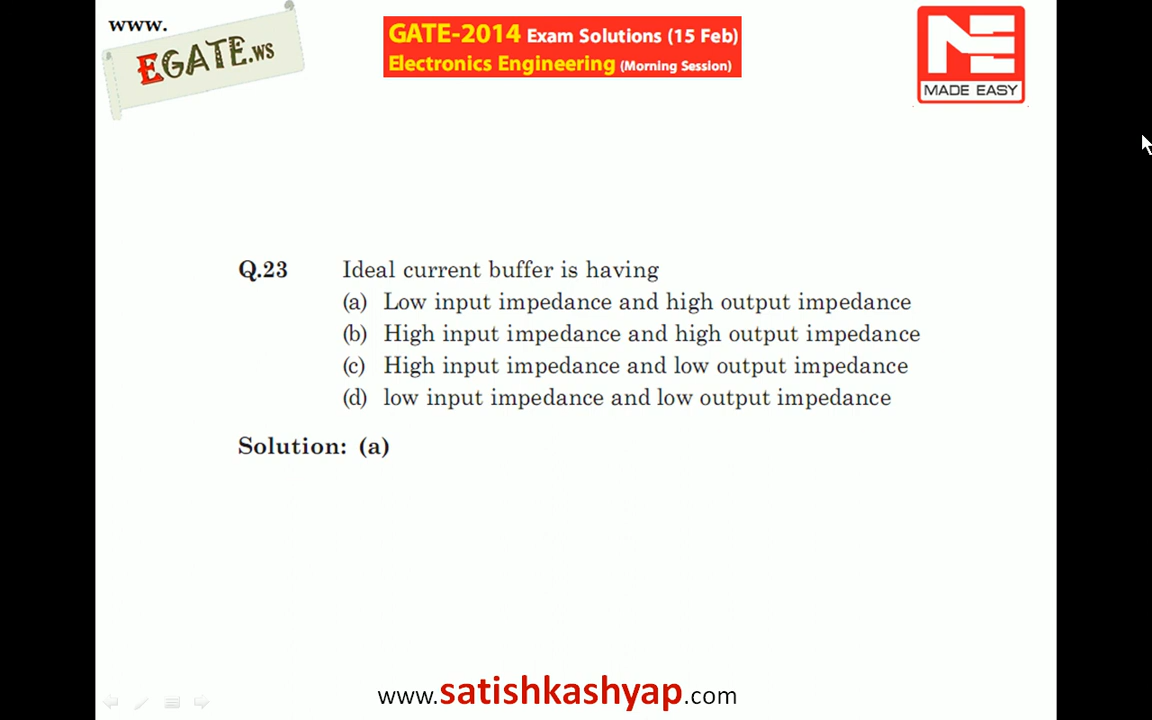 www.
EGATE.ws
GATE-2014 Exam Solutions (15 Feb)
Electronics Engineering (Morning Session)
MADE EASY
Q.23 Ideal current buffer is having
(a) Low input impedance and high output impedance
(b) High input impedance and high output impedance
(c) High input impedance and low output impedance
(d) low input impedance and low output impedance
Solution: (a)
www.satishkashyap.com